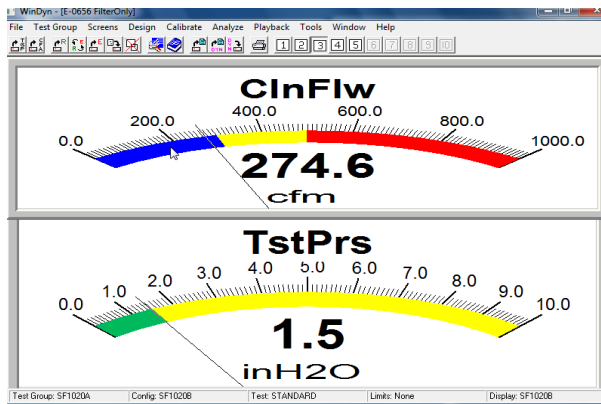 WinDyn - [E-0656 FilterOnly]
File Test Group Screens Design Calibrate Analyze Playback Tools Window Help
1 2 3 4 5 6 7 8 9 10
ClnFlw
0.0 200.0 400.0 600.0 800.0 1000.0
274.6
cfm
TstPrs
0.0 1.0 2.0 3.0 4.0 5.0 6.0 7.0 8.0 9.0 10.0
1.5
inH2O
Test Group: SF1020A Config: SF1020B Test: STANDARD Limits: None Display: SF1020B